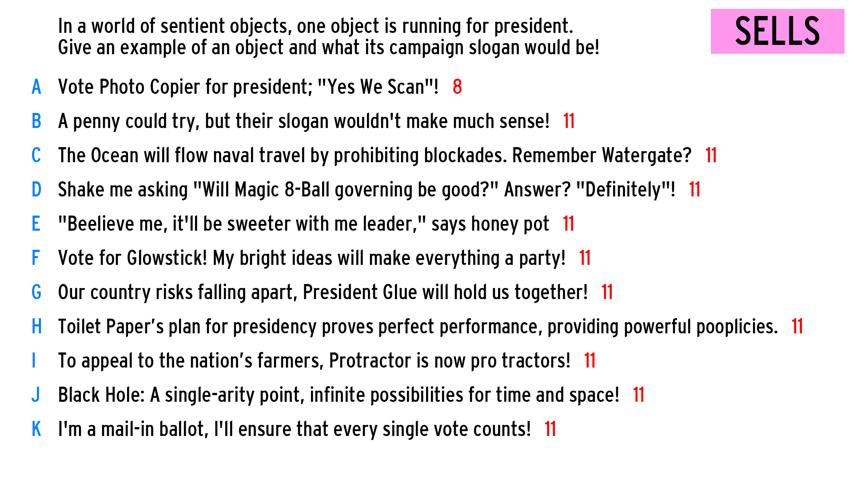 In a world of sentient objects, one object is running for president.
Give an example of an object and what its campaign slogan would be!
SELLS
A Vote Photo Copier for president; "Yes We Scan"! 8
B A penny could try, but their slogan wouldn't make much sense! 11
C The Ocean will flow naval travel by prohibiting blockades. Remember Watergate? 11
D Shake me asking "Will Magic 8-Ball governing be good?" Answer? "Definitely"! 11
E "Beelieve me, it'll be sweeter with me leader," says honey pot 11
F Vote for Glowstick! My bright ideas will make everything a party! 11
G Our country risks falling apart, President Glue will hold us together! 11
H Toilet Paper’s plan for presidency proves perfect performance, providing powerful pooplicies. 11
I To appeal to the nation’s farmers, Protractor is now pro tractors! 11
J Black Hole: A single-arity point, infinite possibilities for time and space! 11
K I'm a mail-in ballot, I'll ensure that every single vote counts! 11